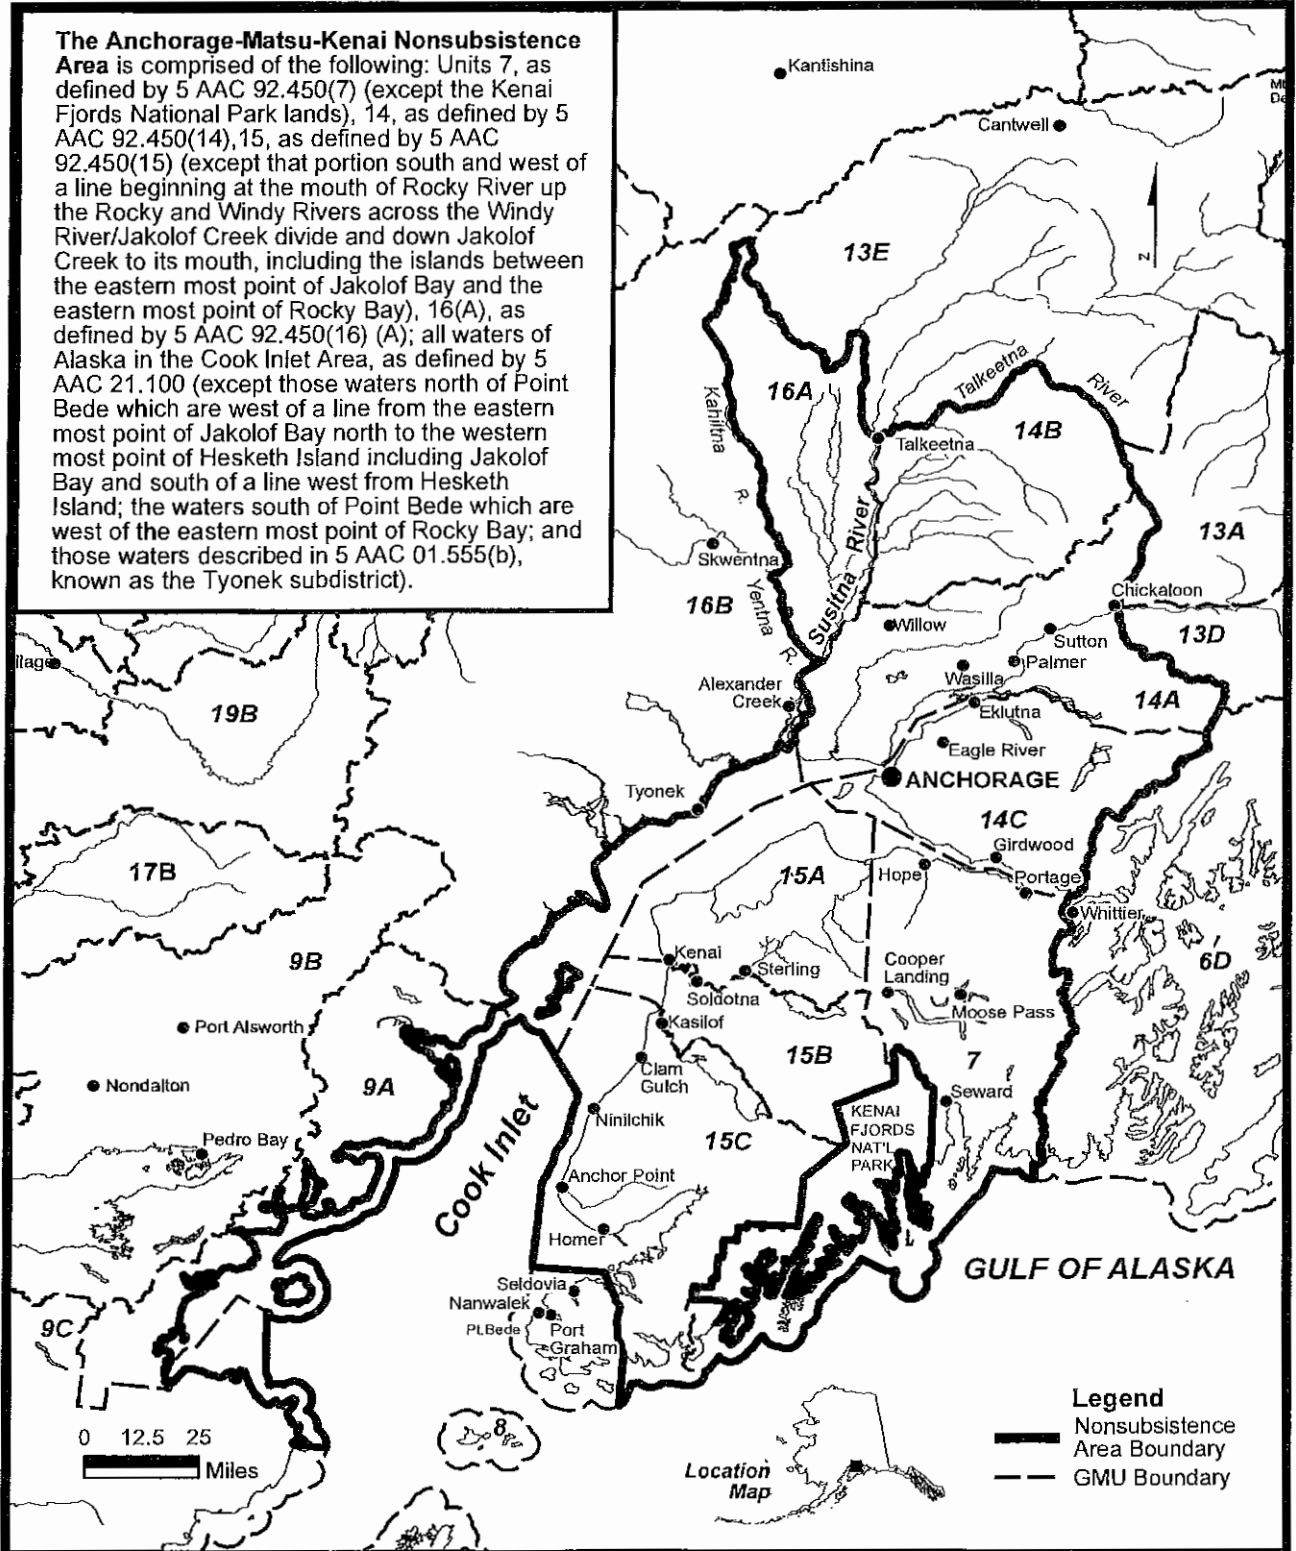 The Anchorage-Matsu-Kenai Nonsubsistence
Area is comprised of the following: Units 7, as
defined by 5 AAC 92.450(7) (except the Kenai
Fjords National Park lands), 14, as defined by 5
AAC 92.450(14),15, as defined by 5 AAC
92.450(15) (except that portion south and west of
a line beginning at the mouth of Rocky River up
the Rocky and Windy Rivers across the Windy
River/Jakolof Creek divide and down Jakolof
Creek to its mouth, including the islands between
the eastern most point of Jakolof Bay and the
eastern most point of Rocky Bay), 16(A), as
defined by 5 AAC 92.450(16) (A); all waters of
Alaska in the Cook Inlet Area, as defined by 5
AAC 21.100 (except those waters north of Point
Bede which are west of a line from the eastern
most point of Jakolof Bay north to the western
most point of Hesketh Island including Jakolof
Bay and south of a line west from Hesketh
Island; the waters south of Point Bede which are
west of the eastern most point of Rocky Bay; and
those waters described in 5 AAC 01.555(b),
known as the Tyonek subdistrict).
Kantishina
Cantwell
13E
N
16A
Kahiltna
R.
Talkeetna
River
14B
Talkeetna
13A
Skwentna
16B
Yentna
R.
Susitna River
Chickaloon
Willow
Sutton
13D
Palmer
Wasilla
14A
Alexander
Creek
Eklutna
Eagle River
ANCHORAGE
19B
Tyonek
14C
Girdwood
17B
15A
Hope
Portage
Whittier
9B
6D
Kenai
Sterling
Soldotna
Cooper
Landing
Moose Pass
Port Alsworth
Kasilof
15B
7
Clam
Gulch
Nondalton
9A
Seward
Ninilchik
KENAI
FJORDS
NAT'L
PARK
Pedro Bay
15C
Cook Inlet
Anchor Point
Homer
GULF OF ALASKA
Seldovia
Nanwalek
Pt.Bede
Port
Graham
9C
8
0 12.5 25
Miles
Location
Map
Legend
Nonsubsistence
Area Boundary
GMU Boundary